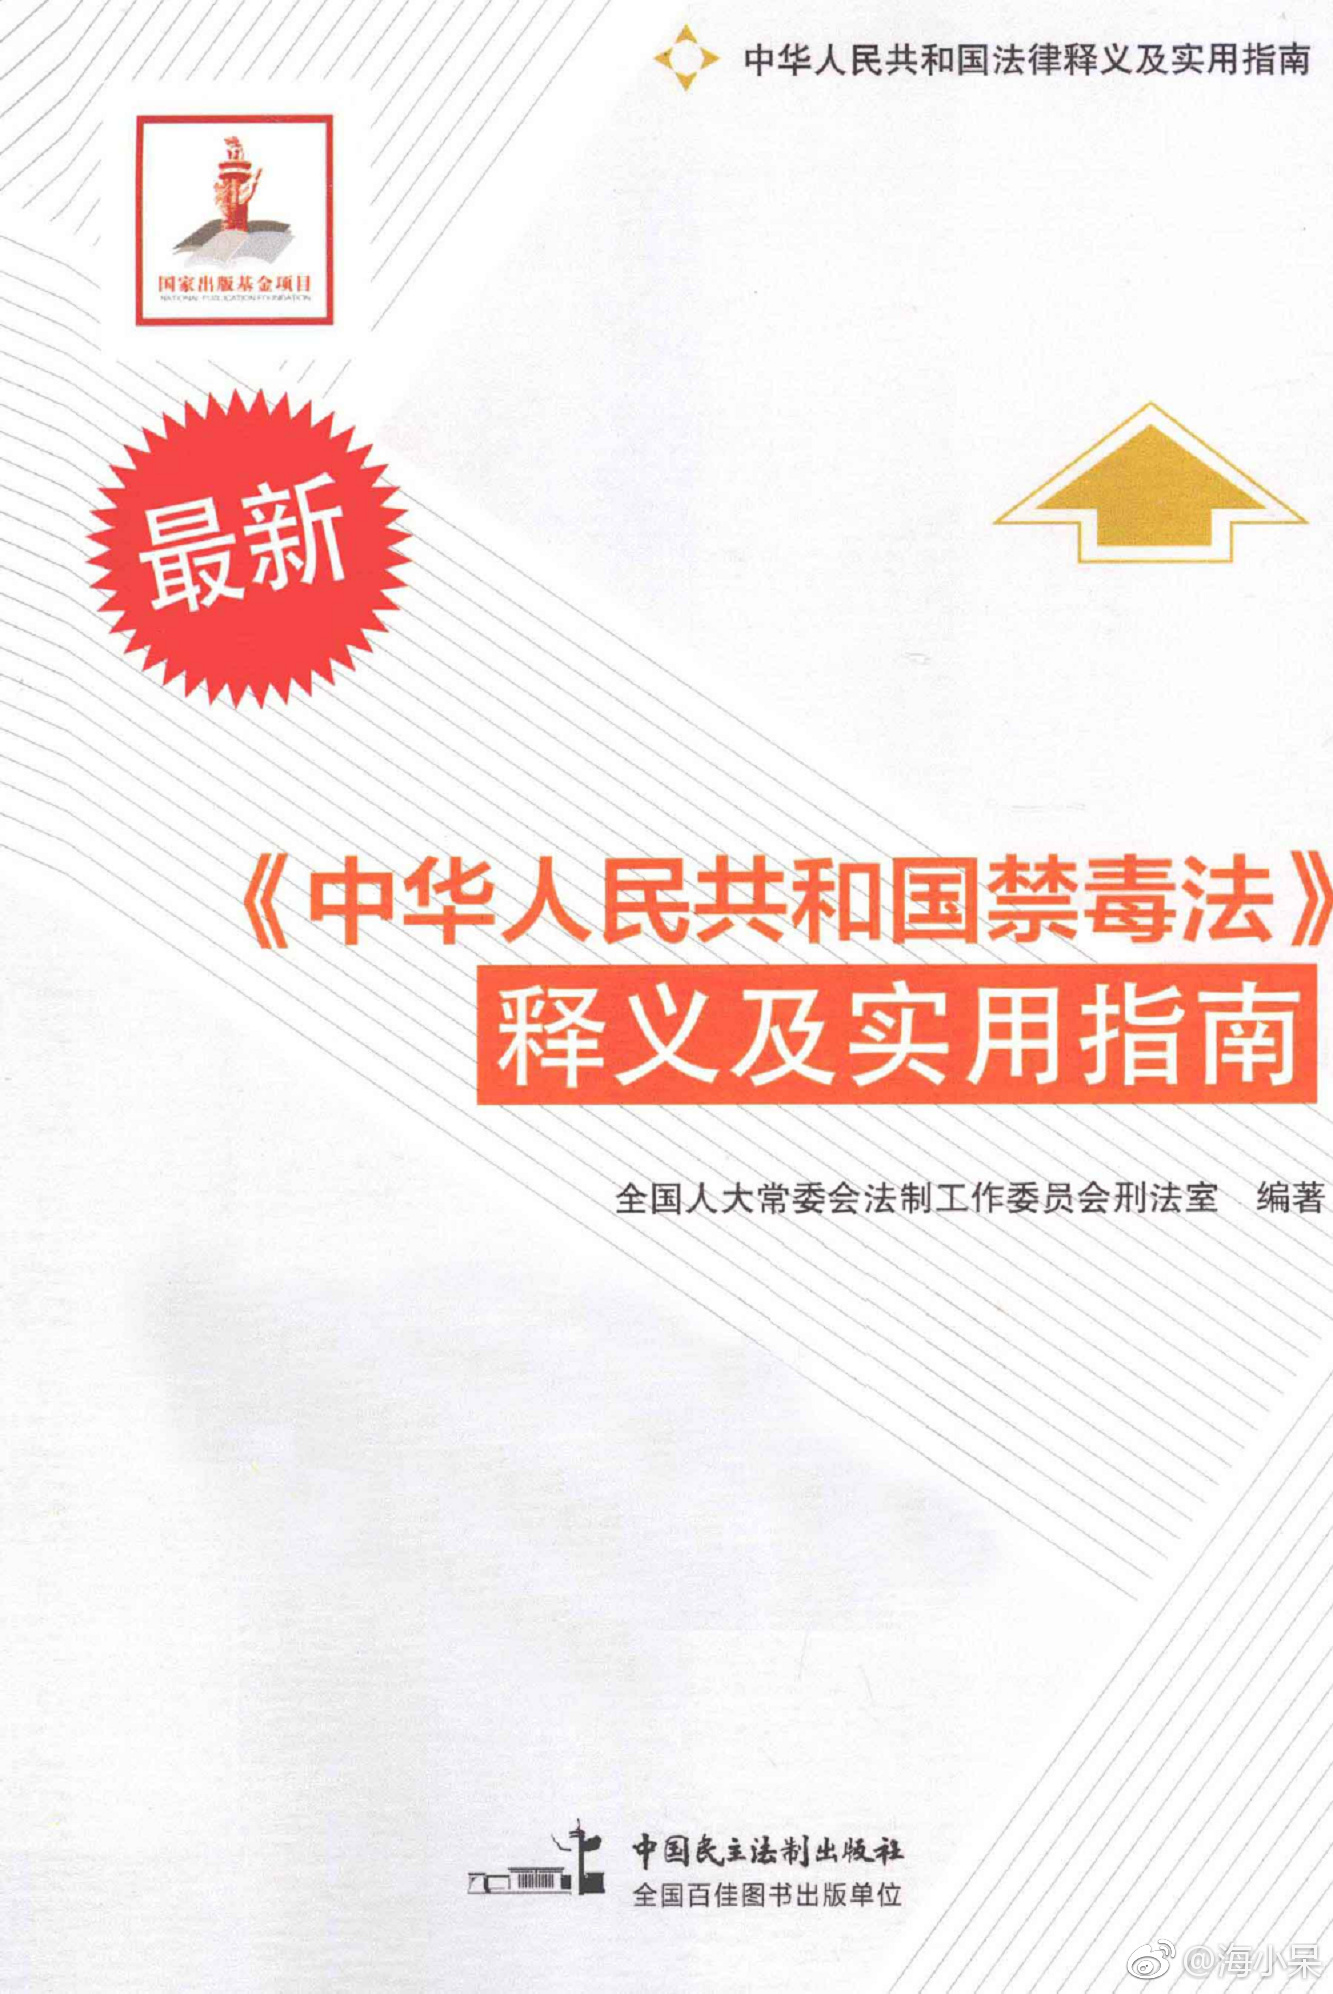 中华人民共和国法律释义及实用指南
国家出版基金项目
NATIONAL PUBLICATION FOUNDATION
最新
《中华人民共和国禁毒法》
释义及实用指南
全国人大常委会法制工作委员会刑法室 编著
中国民主法制出版社
全国百佳图书出版单位
@海小呆